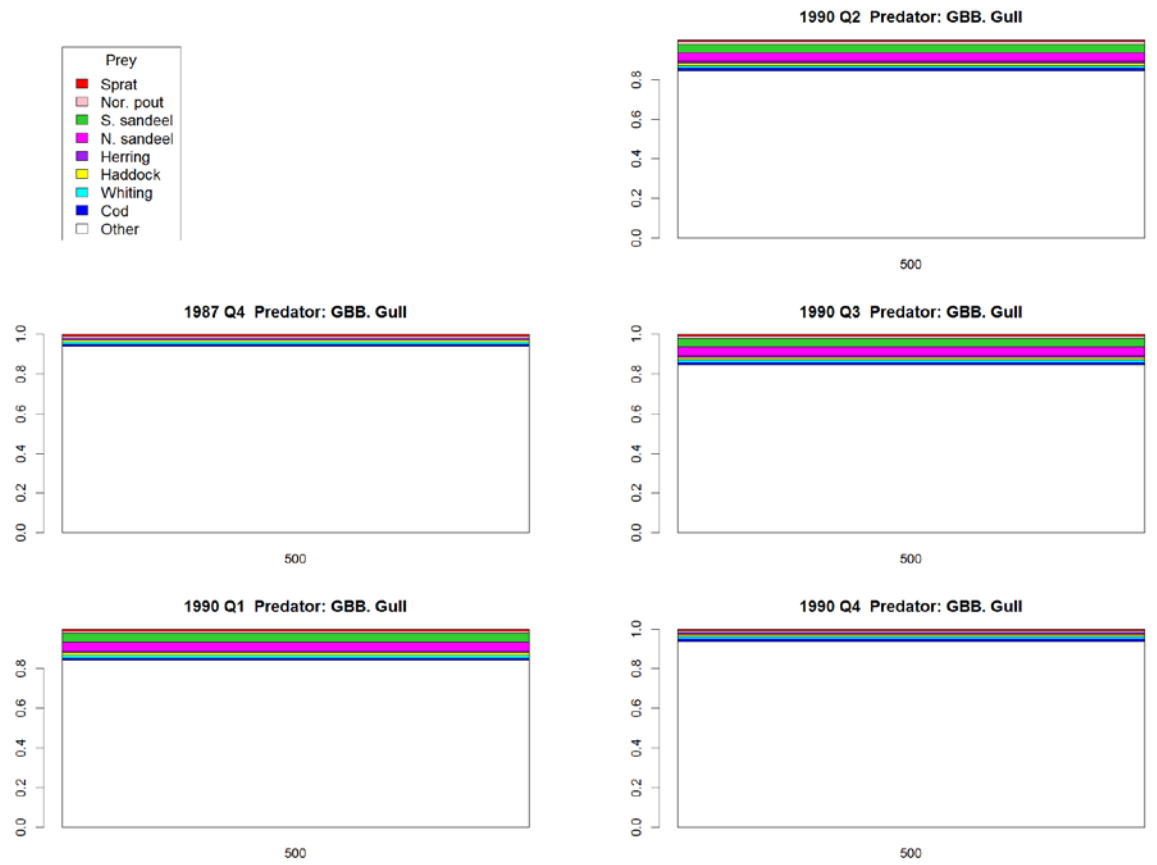 Prey
Sprat
Nor. pout
S. sandeel
N. sandeel
Herring
Haddock
Whiting
Cod
Other
1990 Q2 Predator: GBB. Gull
0.8
0.6
0.4
0.2
0.0
500
1987 Q4 Predator: GBB. Gull
1.0
0.8
0.6
0.4
0.2
0.0
500
1990 Q3 Predator: GBB. Gull
1.0
0.8
0.6
0.4
0.2
0.0
500
1990 Q1 Predator: GBB. Gull
0.8
0.6
0.4
0.2
0.0
500
1990 Q4 Predator: GBB. Gull
1.0
0.8
0.6
0.4
0.2
0.0
500